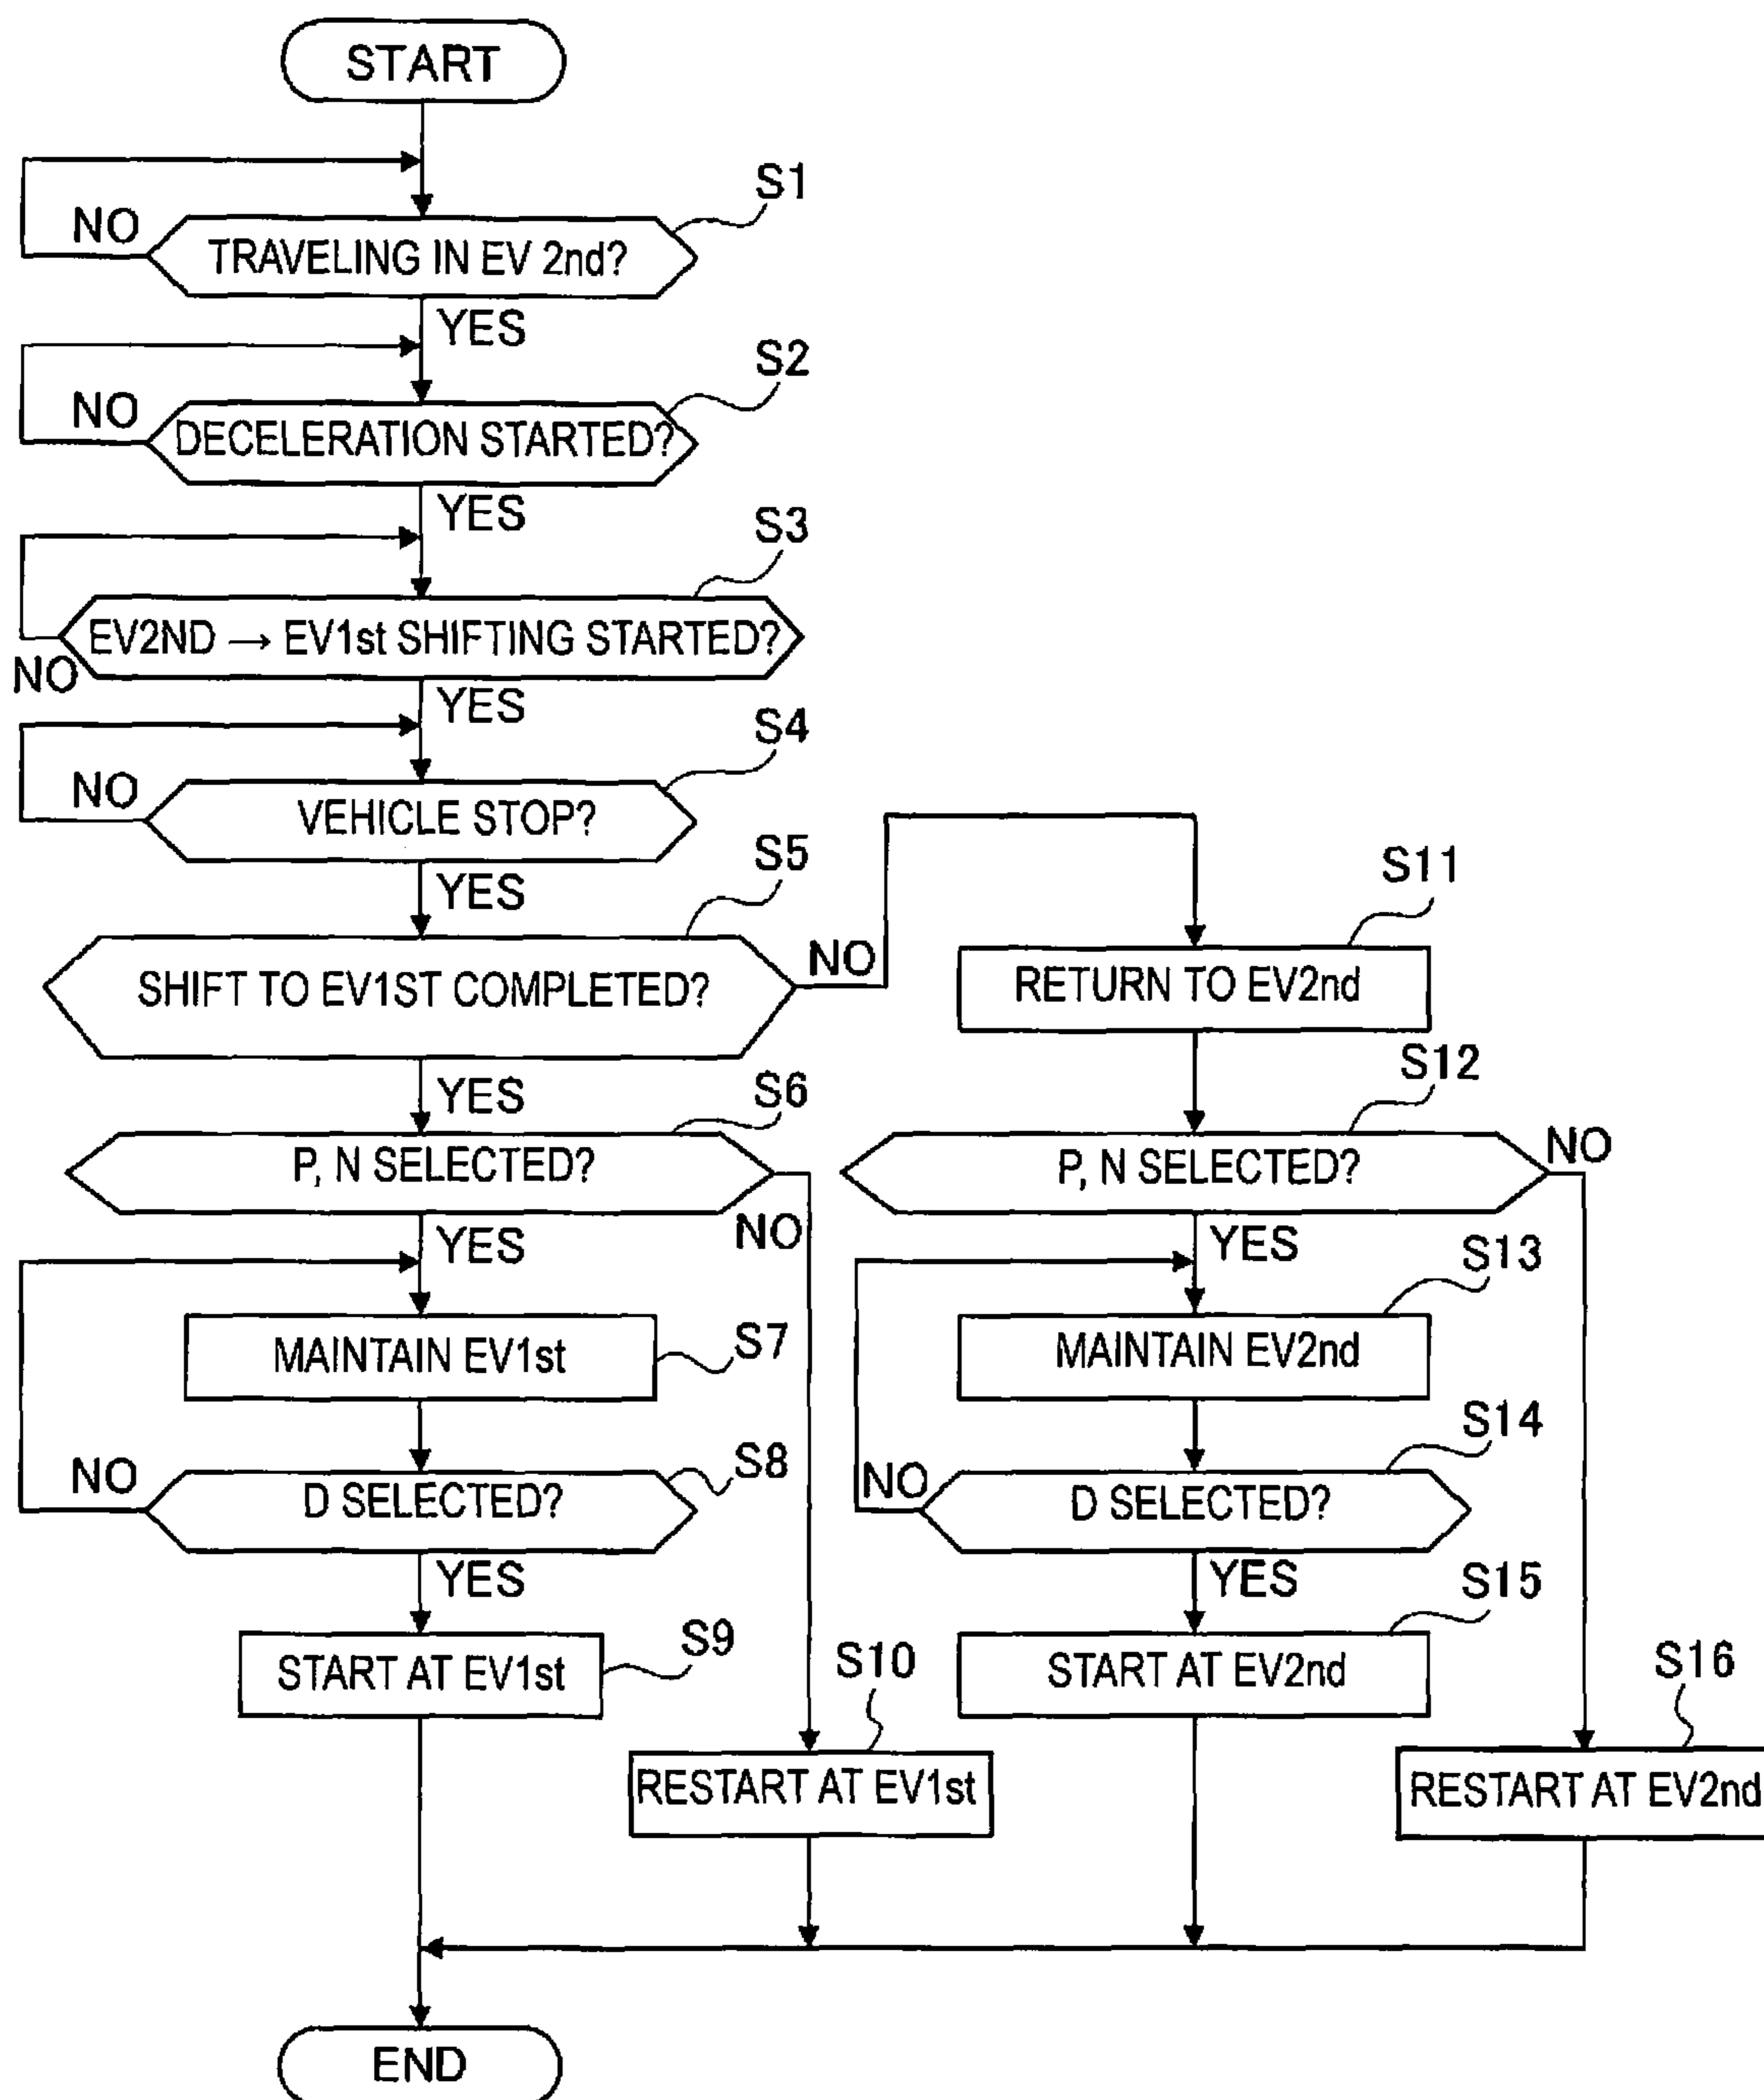 START
S1
NO
TRAVELING IN EV 2nd?
YES
S2
NO
DECELERATION STARTED?
YES
S3
EV2ND → EV1st SHIFTING STARTED?
NO
YES
S4
NO
VEHICLE STOP?
YES
S5
SHIFT TO EV1ST COMPLETED?
NO
YES
S6
P, N SELECTED?
NO
YES
MAINTAIN EV1st
S7
NO
D SELECTED?
S8
YES
START AT EV1st
S9
S10
RESTART AT EV1st
S11
RETURN TO EV2nd
S12
P, N SELECTED?
NO
YES
S13
MAINTAIN EV2nd
S14
NO
D SELECTED?
YES
S15
START AT EV2nd
S16
RESTART AT EV2nd
END